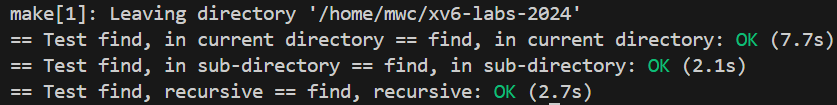 make[1]: Leaving directory '/home/mwc/xv6-labs-2024'
== Test find, in current directory == find, in current directory: OK (7.7s)
== Test find, in sub-directory == find, in sub-directory: OK (2.1s)
== Test find, recursive == find, recursive: OK (2.7s)